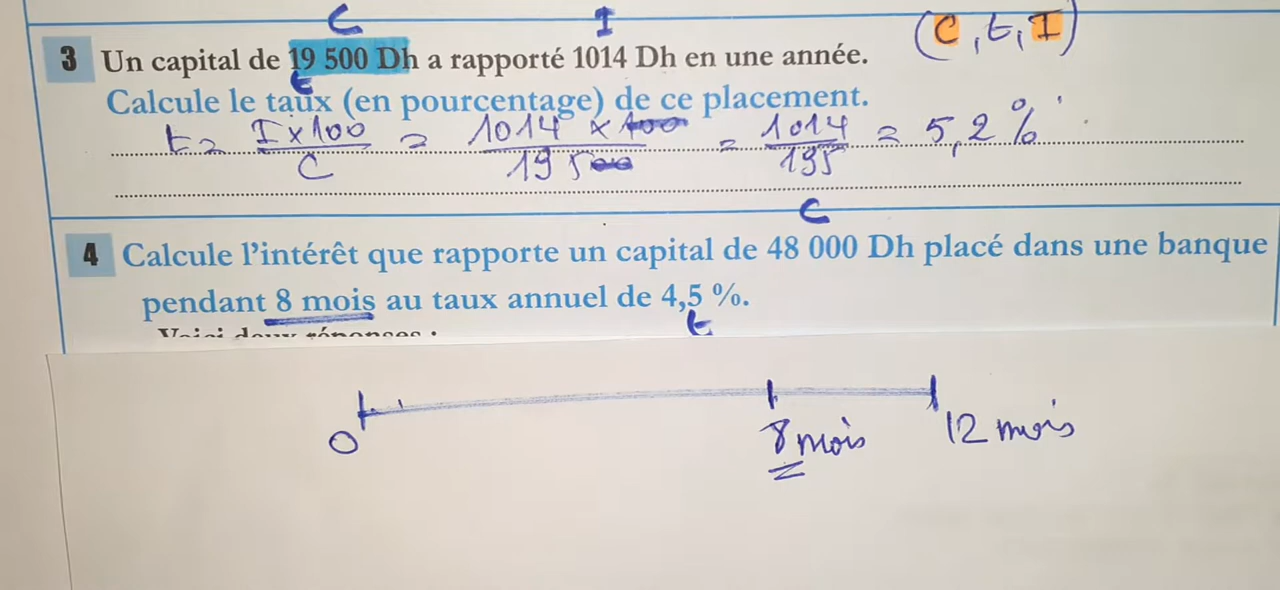 C I (C, t, I)
3 Un capital de 19 500 Dh a rapporté 1014 Dh en une année.
t
Calcule le taux (en pourcentage) de ce placement.
t = I x 100 / C = 1014 x 100 / 19 500 = 1014 / 195 = 5,2 %
C
4 Calcule l'intérêt que rapporte un capital de 48 000 Dh placé dans une banque
pendant 8 mois au taux annuel de 4,5 %.
t
Voici deux réponses :
0 8 mois 12 mois